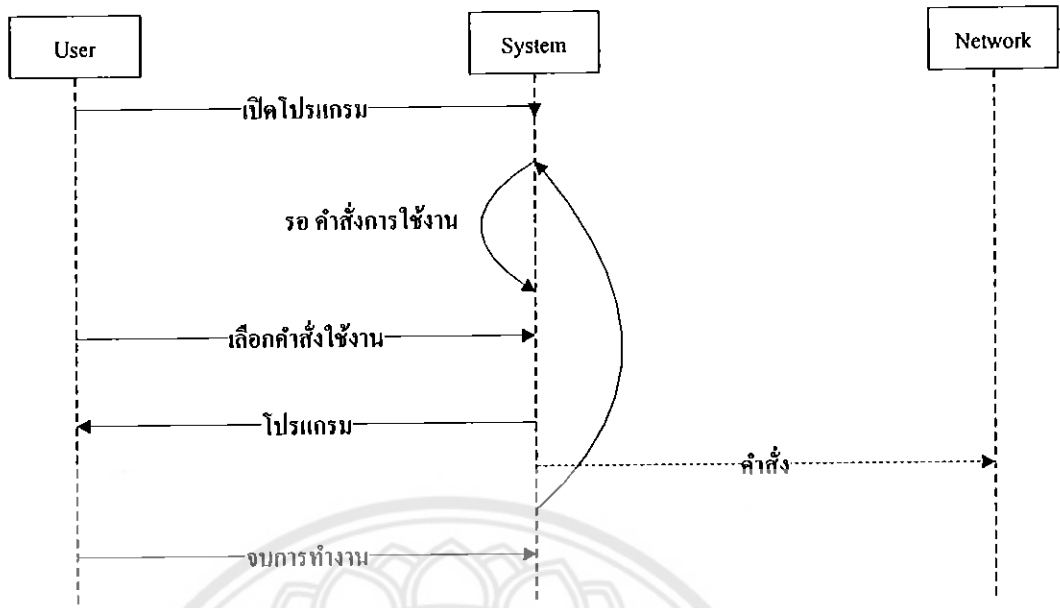 User
System
Network
เปิดโปรแกรม
รอ คำสั่งการใช้งาน
เลือกคำสั่งใช้งาน
โปรแกรม
คำสั่ง
จบการทำงาน